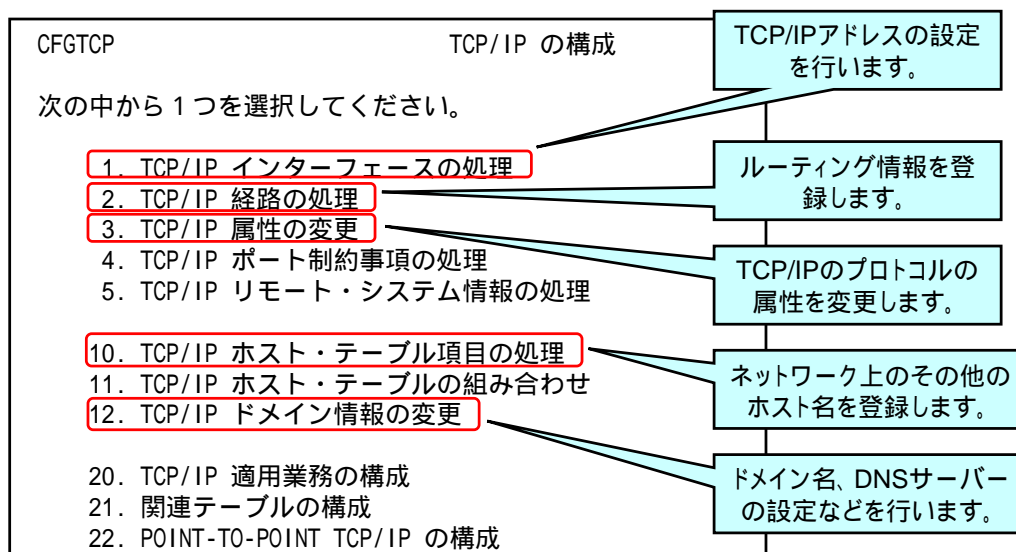 CFGTCP TCP/IP の構成
次の中から 1 つを選択してください。
1. TCP/IP インターフェースの処理
2. TCP/IP 経路の処理
3. TCP/IP 属性の変更
4. TCP/IP ポート制約事項の処理
5. TCP/IP リモート・システム情報の処理
10. TCP/IP ホスト・テーブル項目の処理
11. TCP/IP ホスト・テーブルの組み合わせ
12. TCP/IP ドメイン情報の変更
20. TCP/IP 適用業務の構成
21. 関連テーブルの構成
22. POINT-TO-POINT TCP/IP の構成
TCP/IPアドレスの設定
を行います。
ルーティング情報を登
録します。
TCP/IPのプロトコルの
属性を変更します。
ネットワーク上のその他の
ホスト名を登録します。
ドメイン名、DNSサーバー
の設定などを行います。